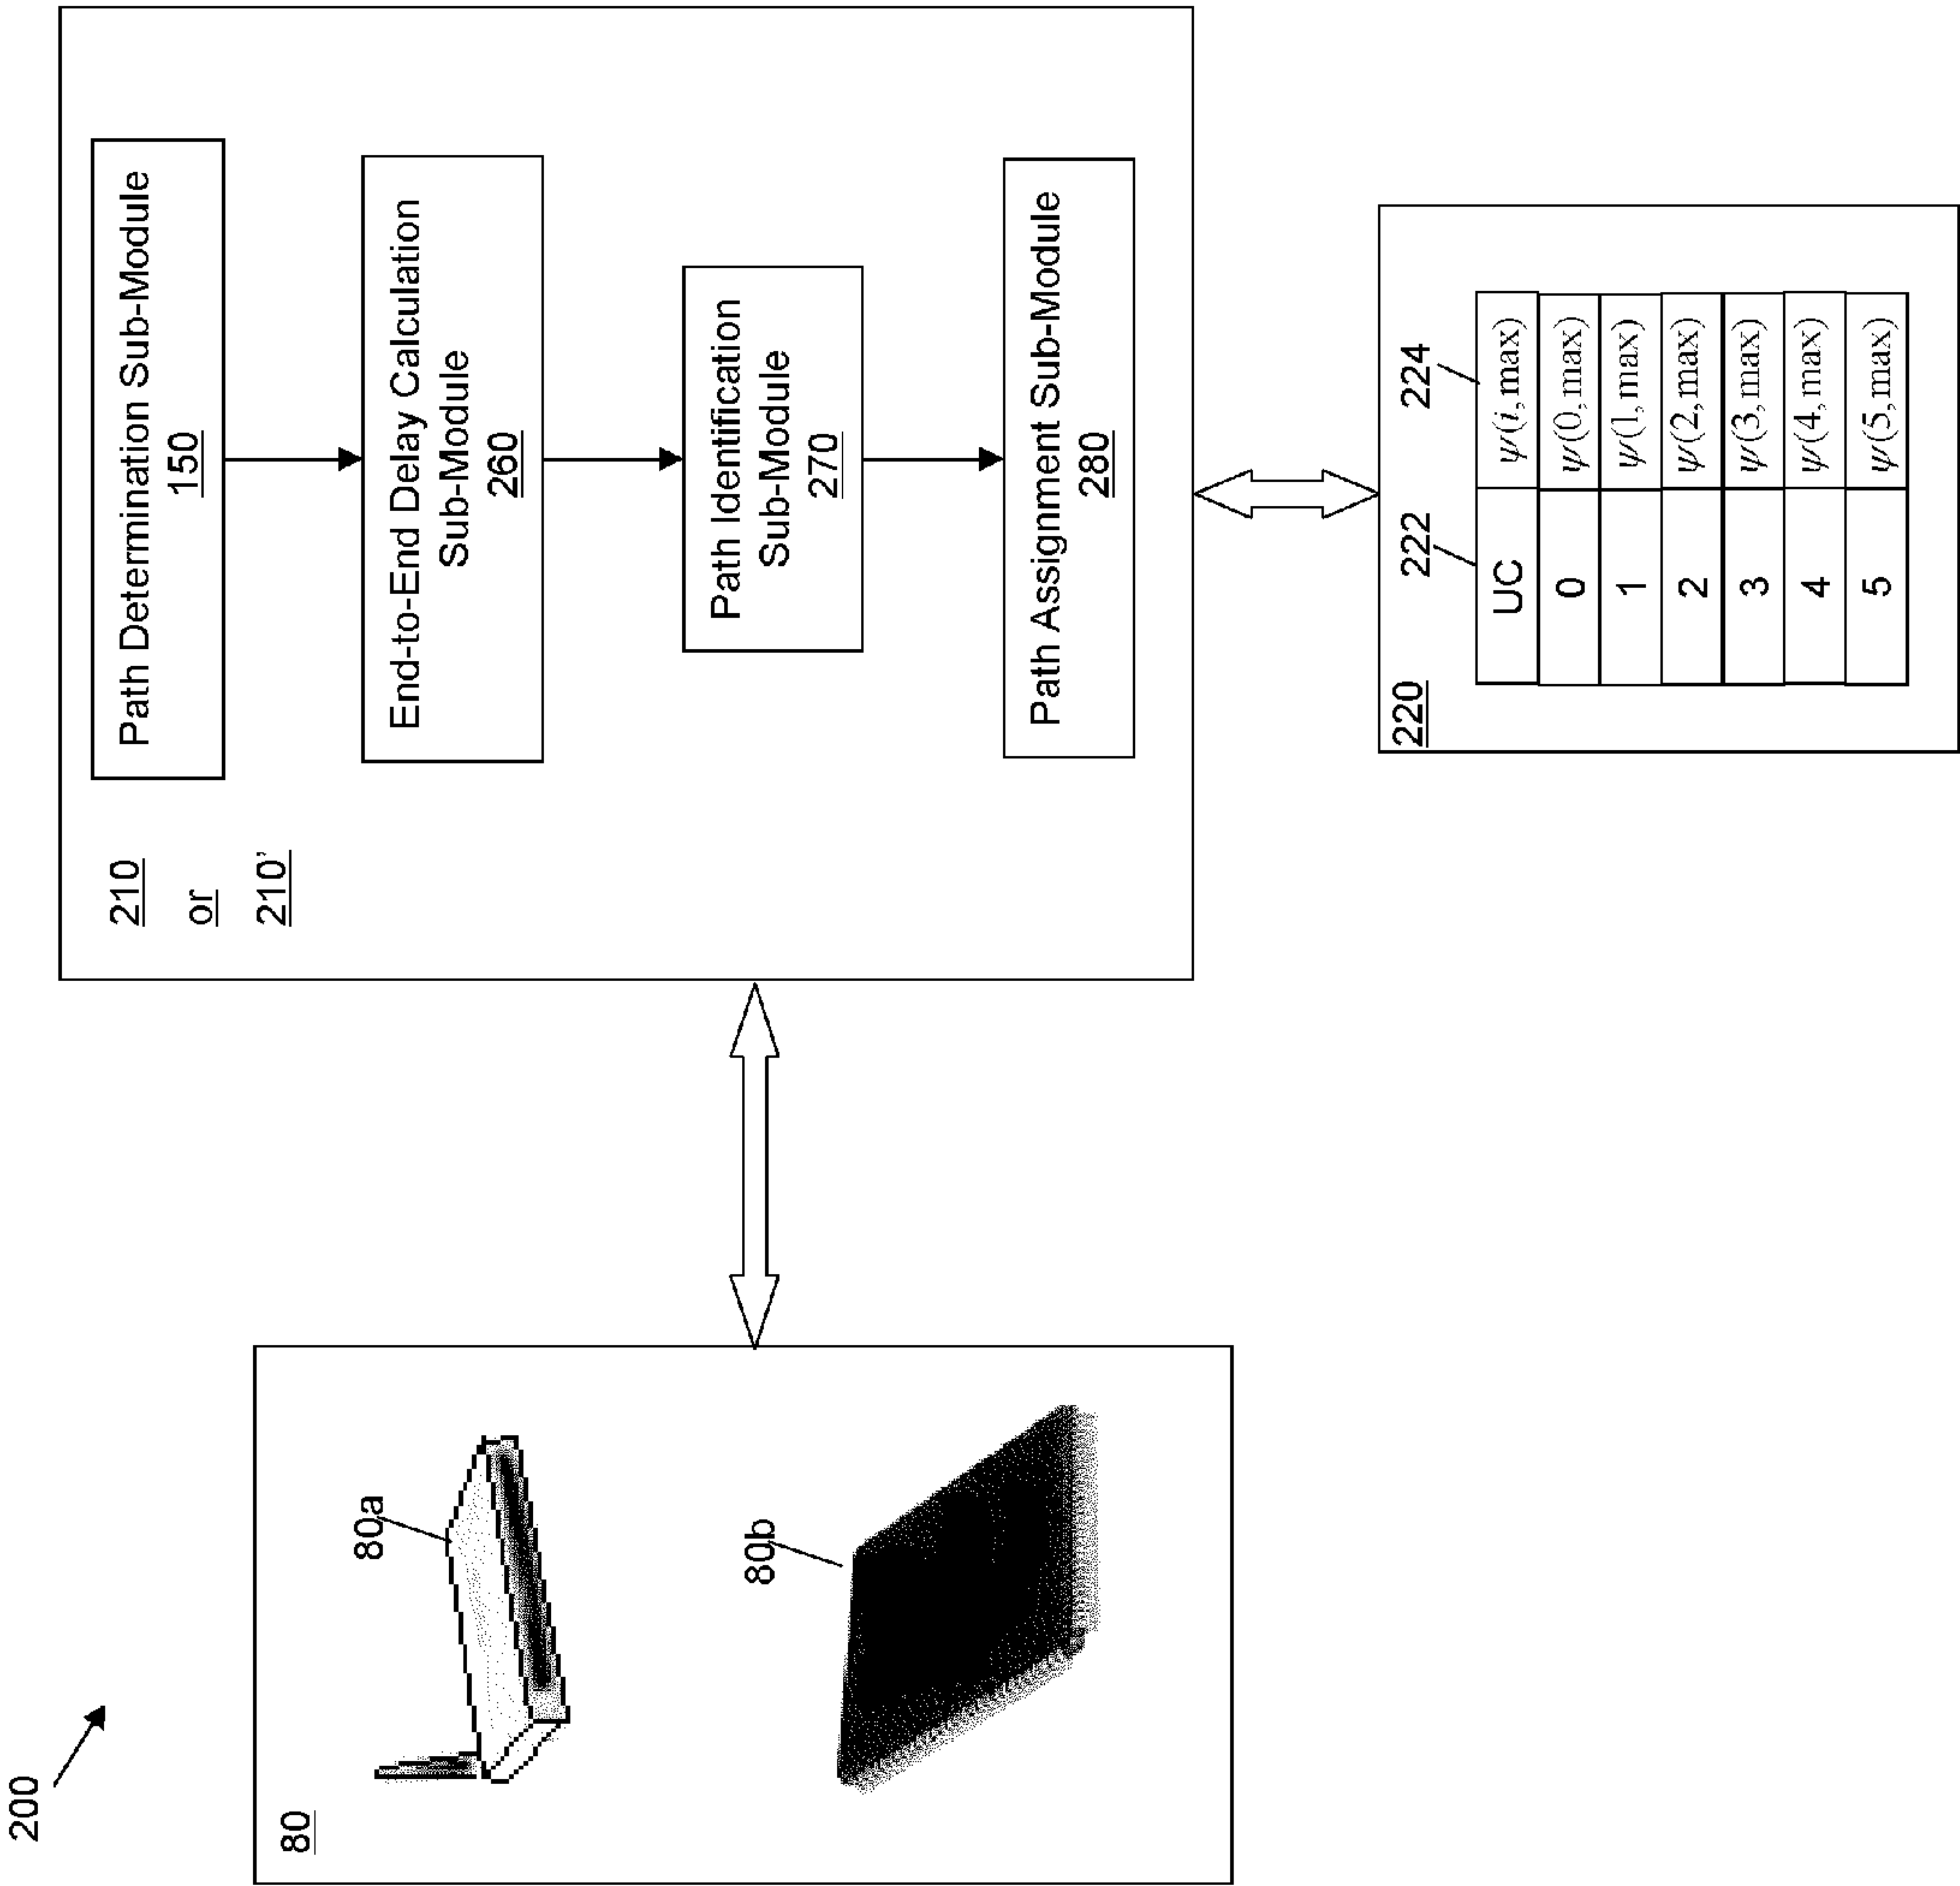 200
80
80a
80b
210
or
210'
Path Determination Sub-Module
150
End-to-End Delay Calculation
Sub-Module
260
Path Identification
Sub-Module
270
Path Assignment Sub-Module
280
220
222
224
UC ψ(i,max)
0 ψ(0,max)
1 ψ(1,max)
2 ψ(2,max)
3 ψ(3,max)
4 ψ(4,max)
5 ψ(5,max)